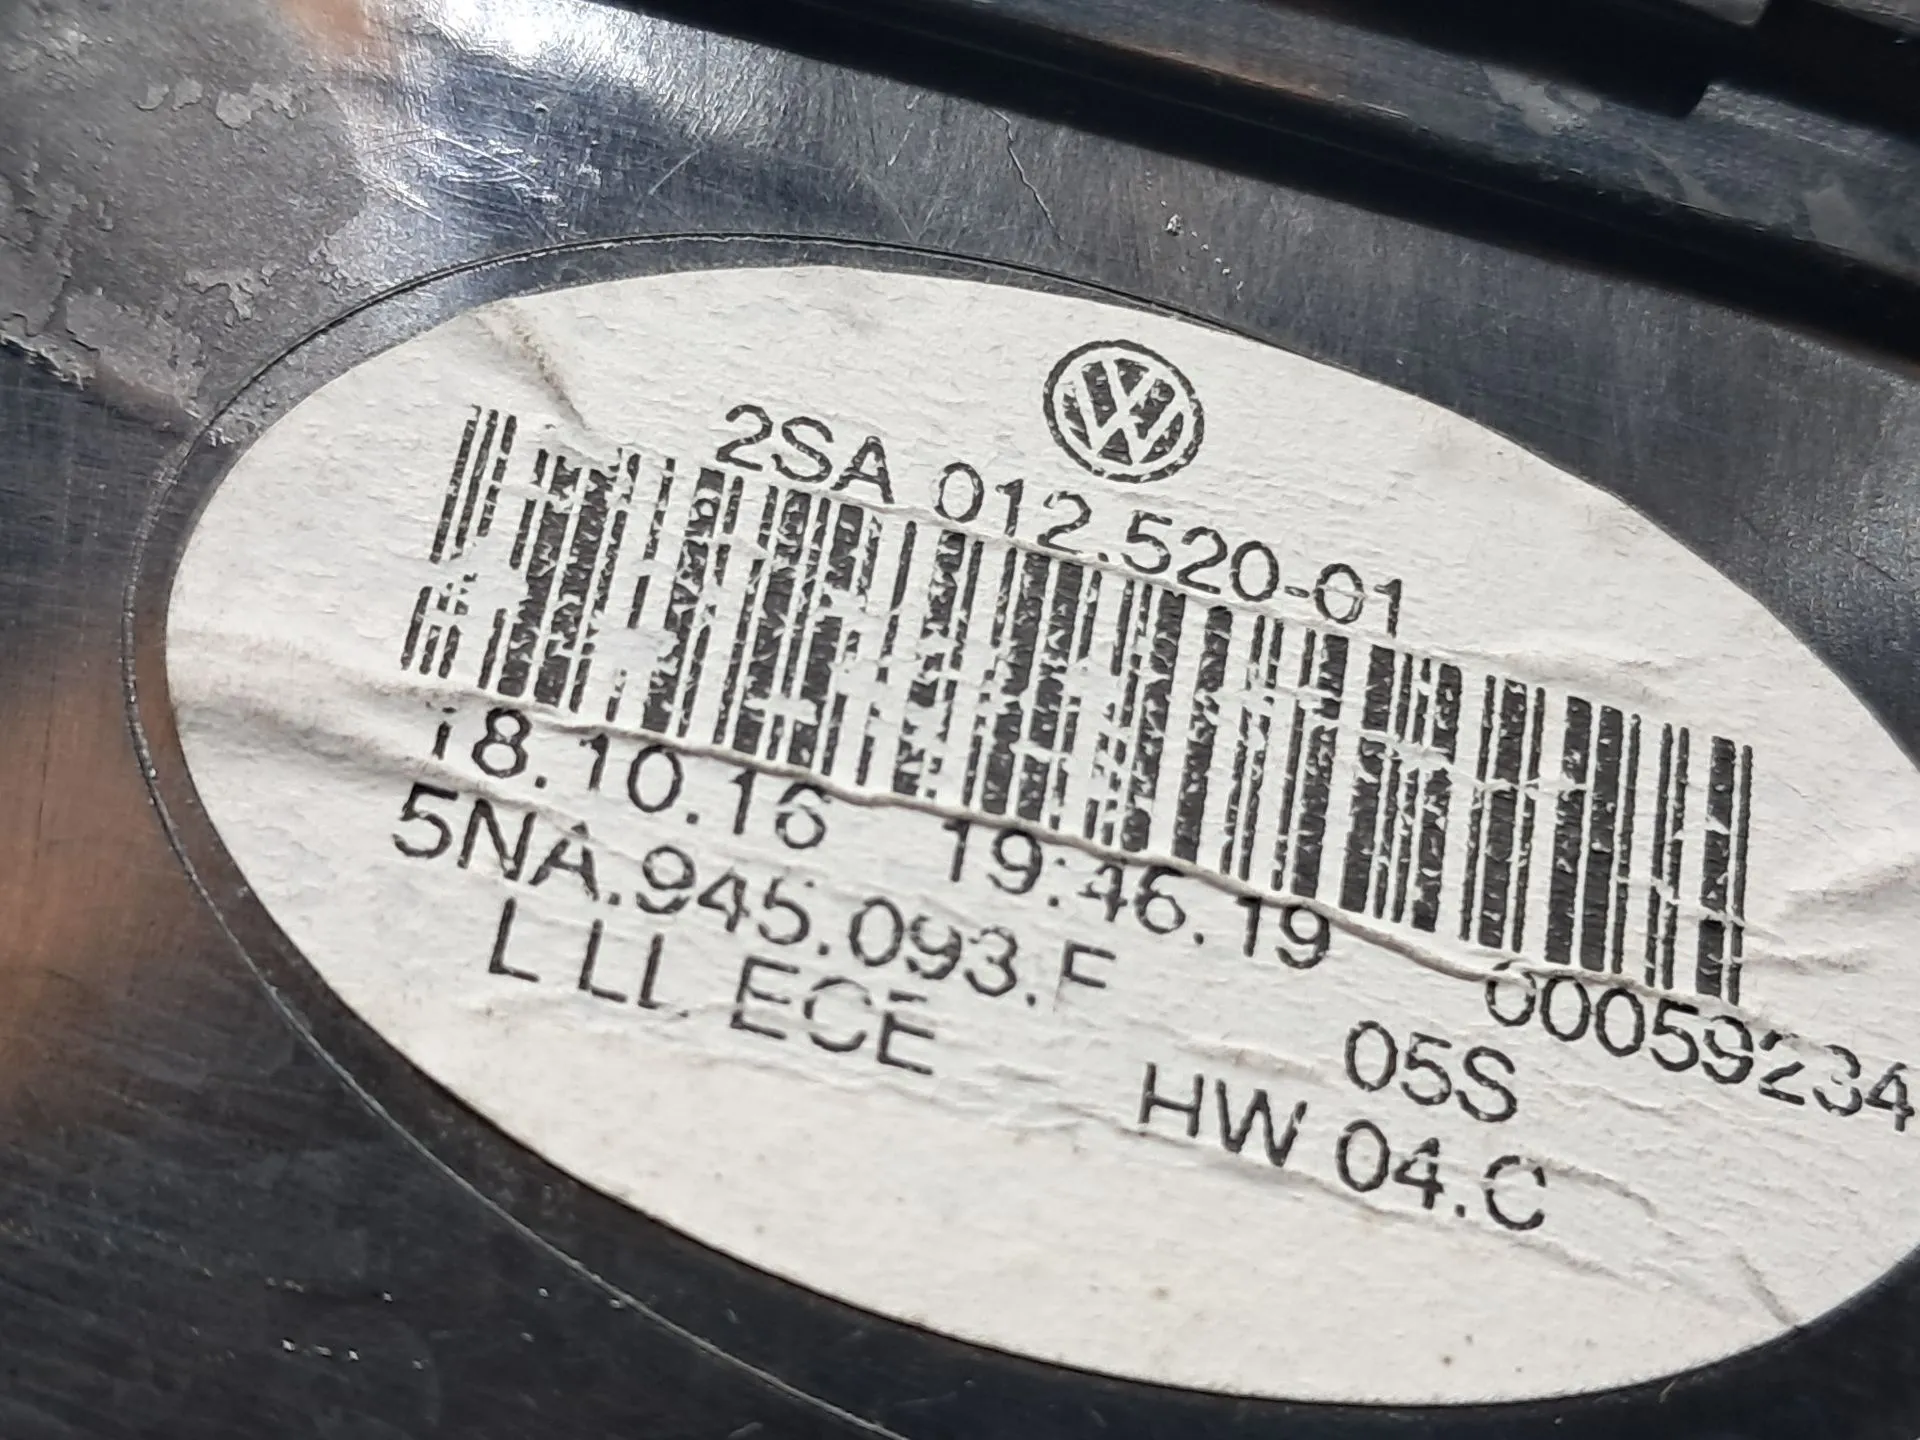 2SA 012.520-01
18.10.16 19:46.19 00059234
5NA.945.093.F 05S
L LL ECE HW 04.C